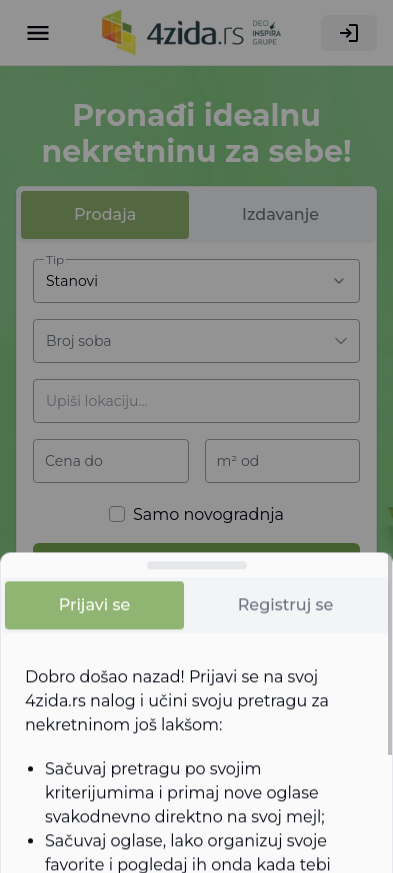 4zida.rs
DEO
INSPIRA
GRUPE
Pronađi idealnu
nekretninu za sebe!
Prodaja
Izdavanje
Tip
Stanovi
Broj soba
Upiši lokaciju...
Cena do
m² od
Samo novogradnja
Prijavi se
Registruj se
Dobro došao nazad! Prijavi se na svoj
4zida.rs nalog i učini svoju pretragu za
nekretninom još lakšom:
• Sačuvaj pretragu po svojim
kriterijumima i primaj nove oglase
svakodnevno direktno na svoj mejl;
• Sačuvaj oglase, lako organizuj svoje
favorite i pogledaj ih onda kada tebi